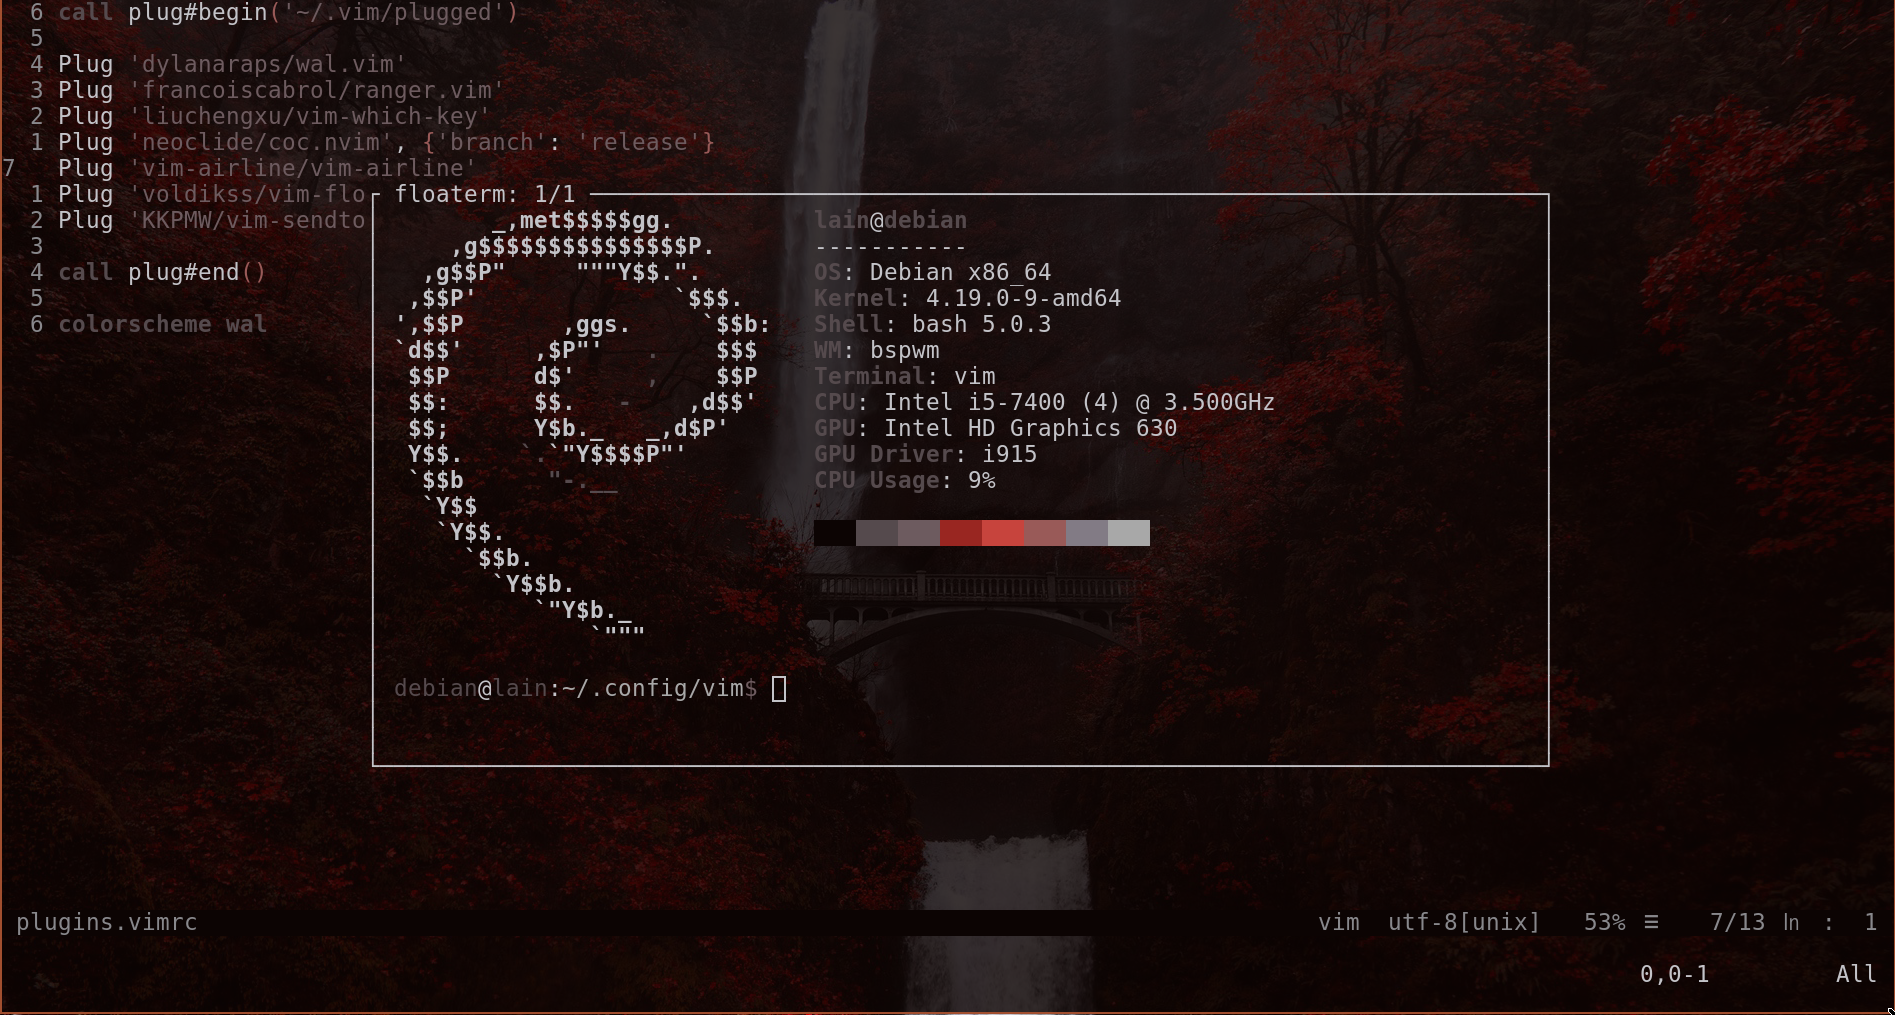 6 call plug#begin('~/.vim/plugged')
5
4 Plug 'dylanaraps/wal.vim'
3 Plug 'francoiscabrol/ranger.vim'
2 Plug 'liuchengxu/vim-which-key'
1 Plug 'neoclide/coc.nvim', {'branch': 'release'}
7 Plug 'vim-airline/vim-airline'
1 Plug 'voldikss/vim-flo
2 Plug 'KKPMW/vim-sendto
3
4 call plug#end()
5
6 colorscheme wal
floaterm: 1/1
         _,met$$$$$gg.
      ,g$$$$$$$$$$$$$$$P.
    ,g$$P"     """Y$$.".
   ,$$P'              `$$$.
  ',$$P       ,ggs.     `$$b:
  `d$$'     ,$P"'   .    $$$
   $$P      d$'     ,    $$P
   $$:      $$.   -    ,d$$'
   $$;      Y$b._   _,d$P'
   Y$$.    `.`"Y$$$$P"'
   `$$b      "-.__
    `Y$$
     `Y$$.
       `$$b.
         `Y$$b.
            `"Y$b._
                `"""
lain@debian
-----------
OS: Debian x86_64
Kernel: 4.19.0-9-amd64
Shell: bash 5.0.3
WM: bspwm
Terminal: vim
CPU: Intel i5-7400 (4) @ 3.500GHz
GPU: Intel HD Graphics 630
GPU Driver: i915
CPU Usage: 9%
debian@lain:~/.config/vim$
plugins.vimrc
vim utf-8[unix] 53% ≡ 7/13 ln : 1
0,0-1 All